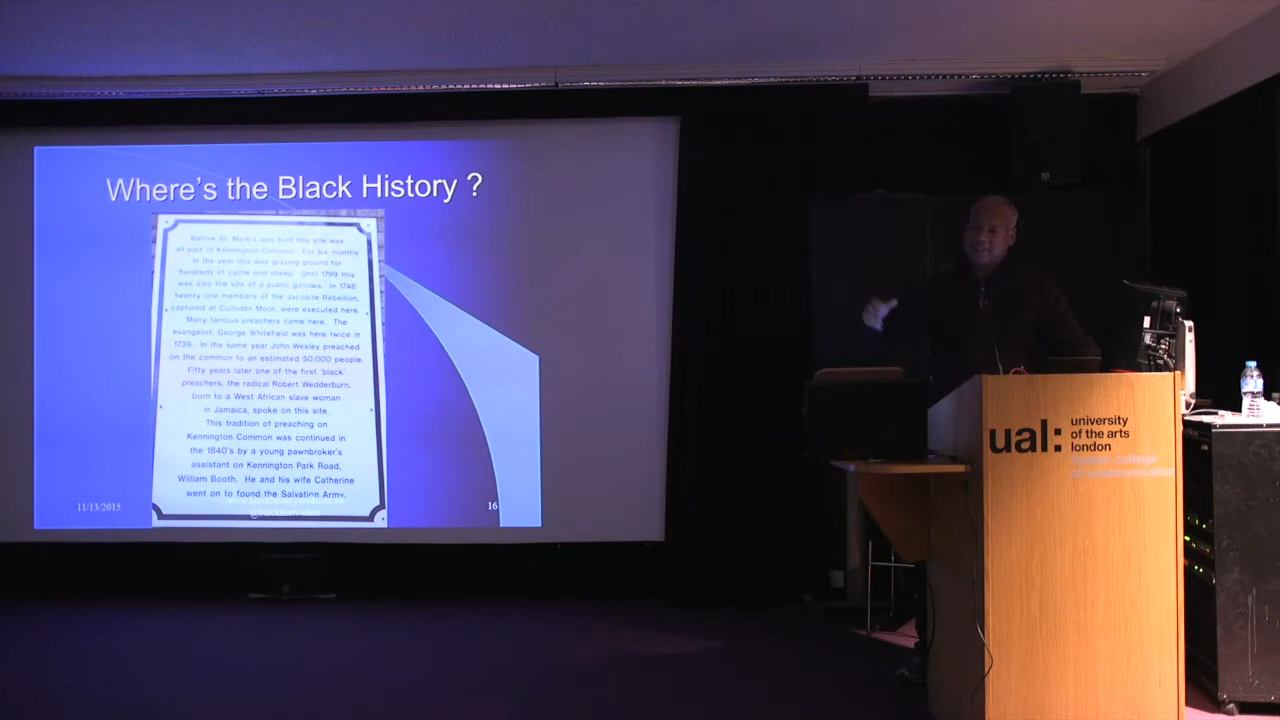 Where's the Black History ?
Before St. Mark's was built this site was
all part of Kennington Common. For six months
in the year this was grazing ground for
hundreds of cattle and sheep. Until 1799 this
was also the site of a public gallows. In 1746
twenty one members of the Jacobite Rebellion,
captured at Culloden Moor, were executed here.
Many famous preachers came here. The
evangelist, George Whitefield was here twice in
1739. In the same year John Wesley preached
on the common to an estimated 50,000 people.
Fifty years later one of the first 'black'
preachers, the radical Robert Wedderburn,
born to a West African slave woman
in Jamaica, spoke on this site.
This tradition of preaching on
Kennington Common was continued in
the 1840's by a young pawnbroker's
assistant on Kennington Park Road,
William Booth. He and his wife Catherine
went on to found the Salvation Army.
11/13/2015
16
ual:
university
of the arts
london
london college
of communication